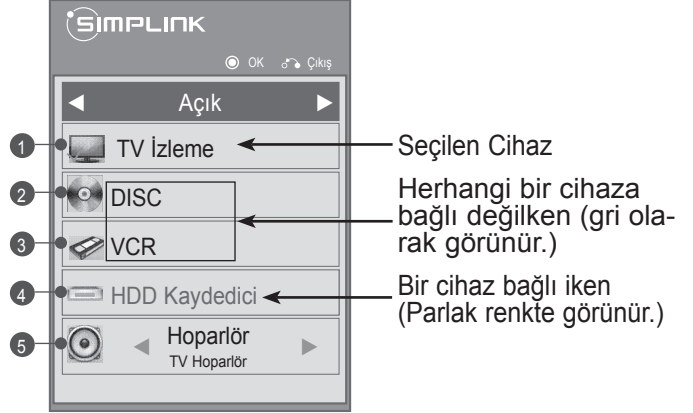 SIMPLINK
OK Çıkış
Açık
1 TV İzleme
Seçilen Cihaz
2 DISC
Herhangi bir cihaza
bağlı değilken (gri ola-
rak görünür.)
3 VCR
4 HDD Kaydedici
Bir cihaz bağlı iken
(Parlak renkte görünür.)
5 Hoparlör
TV Hoparlör